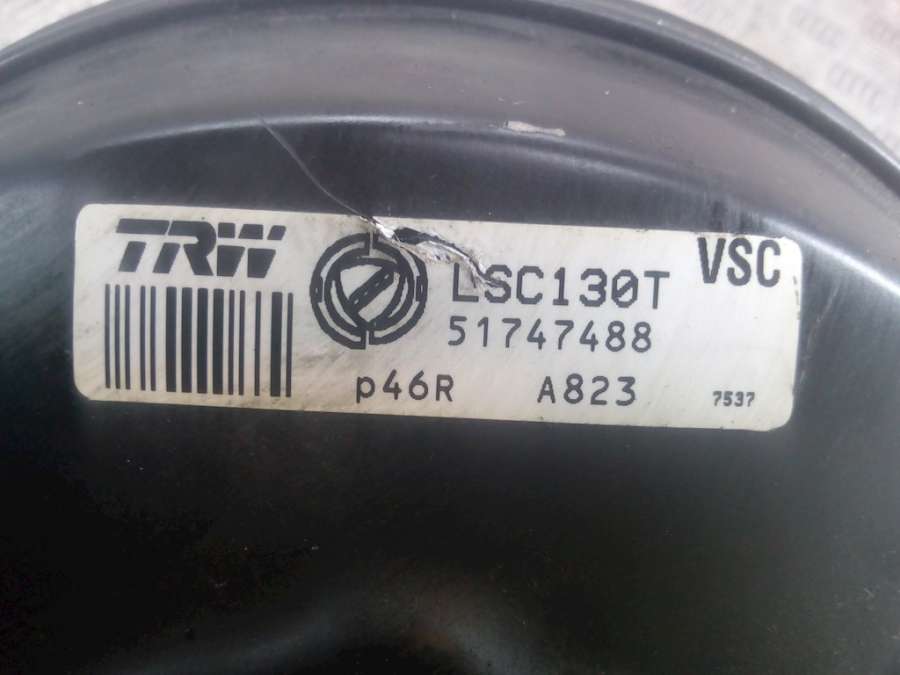 TRW
LSC130T
VSC
51747488
p46R A823 7537